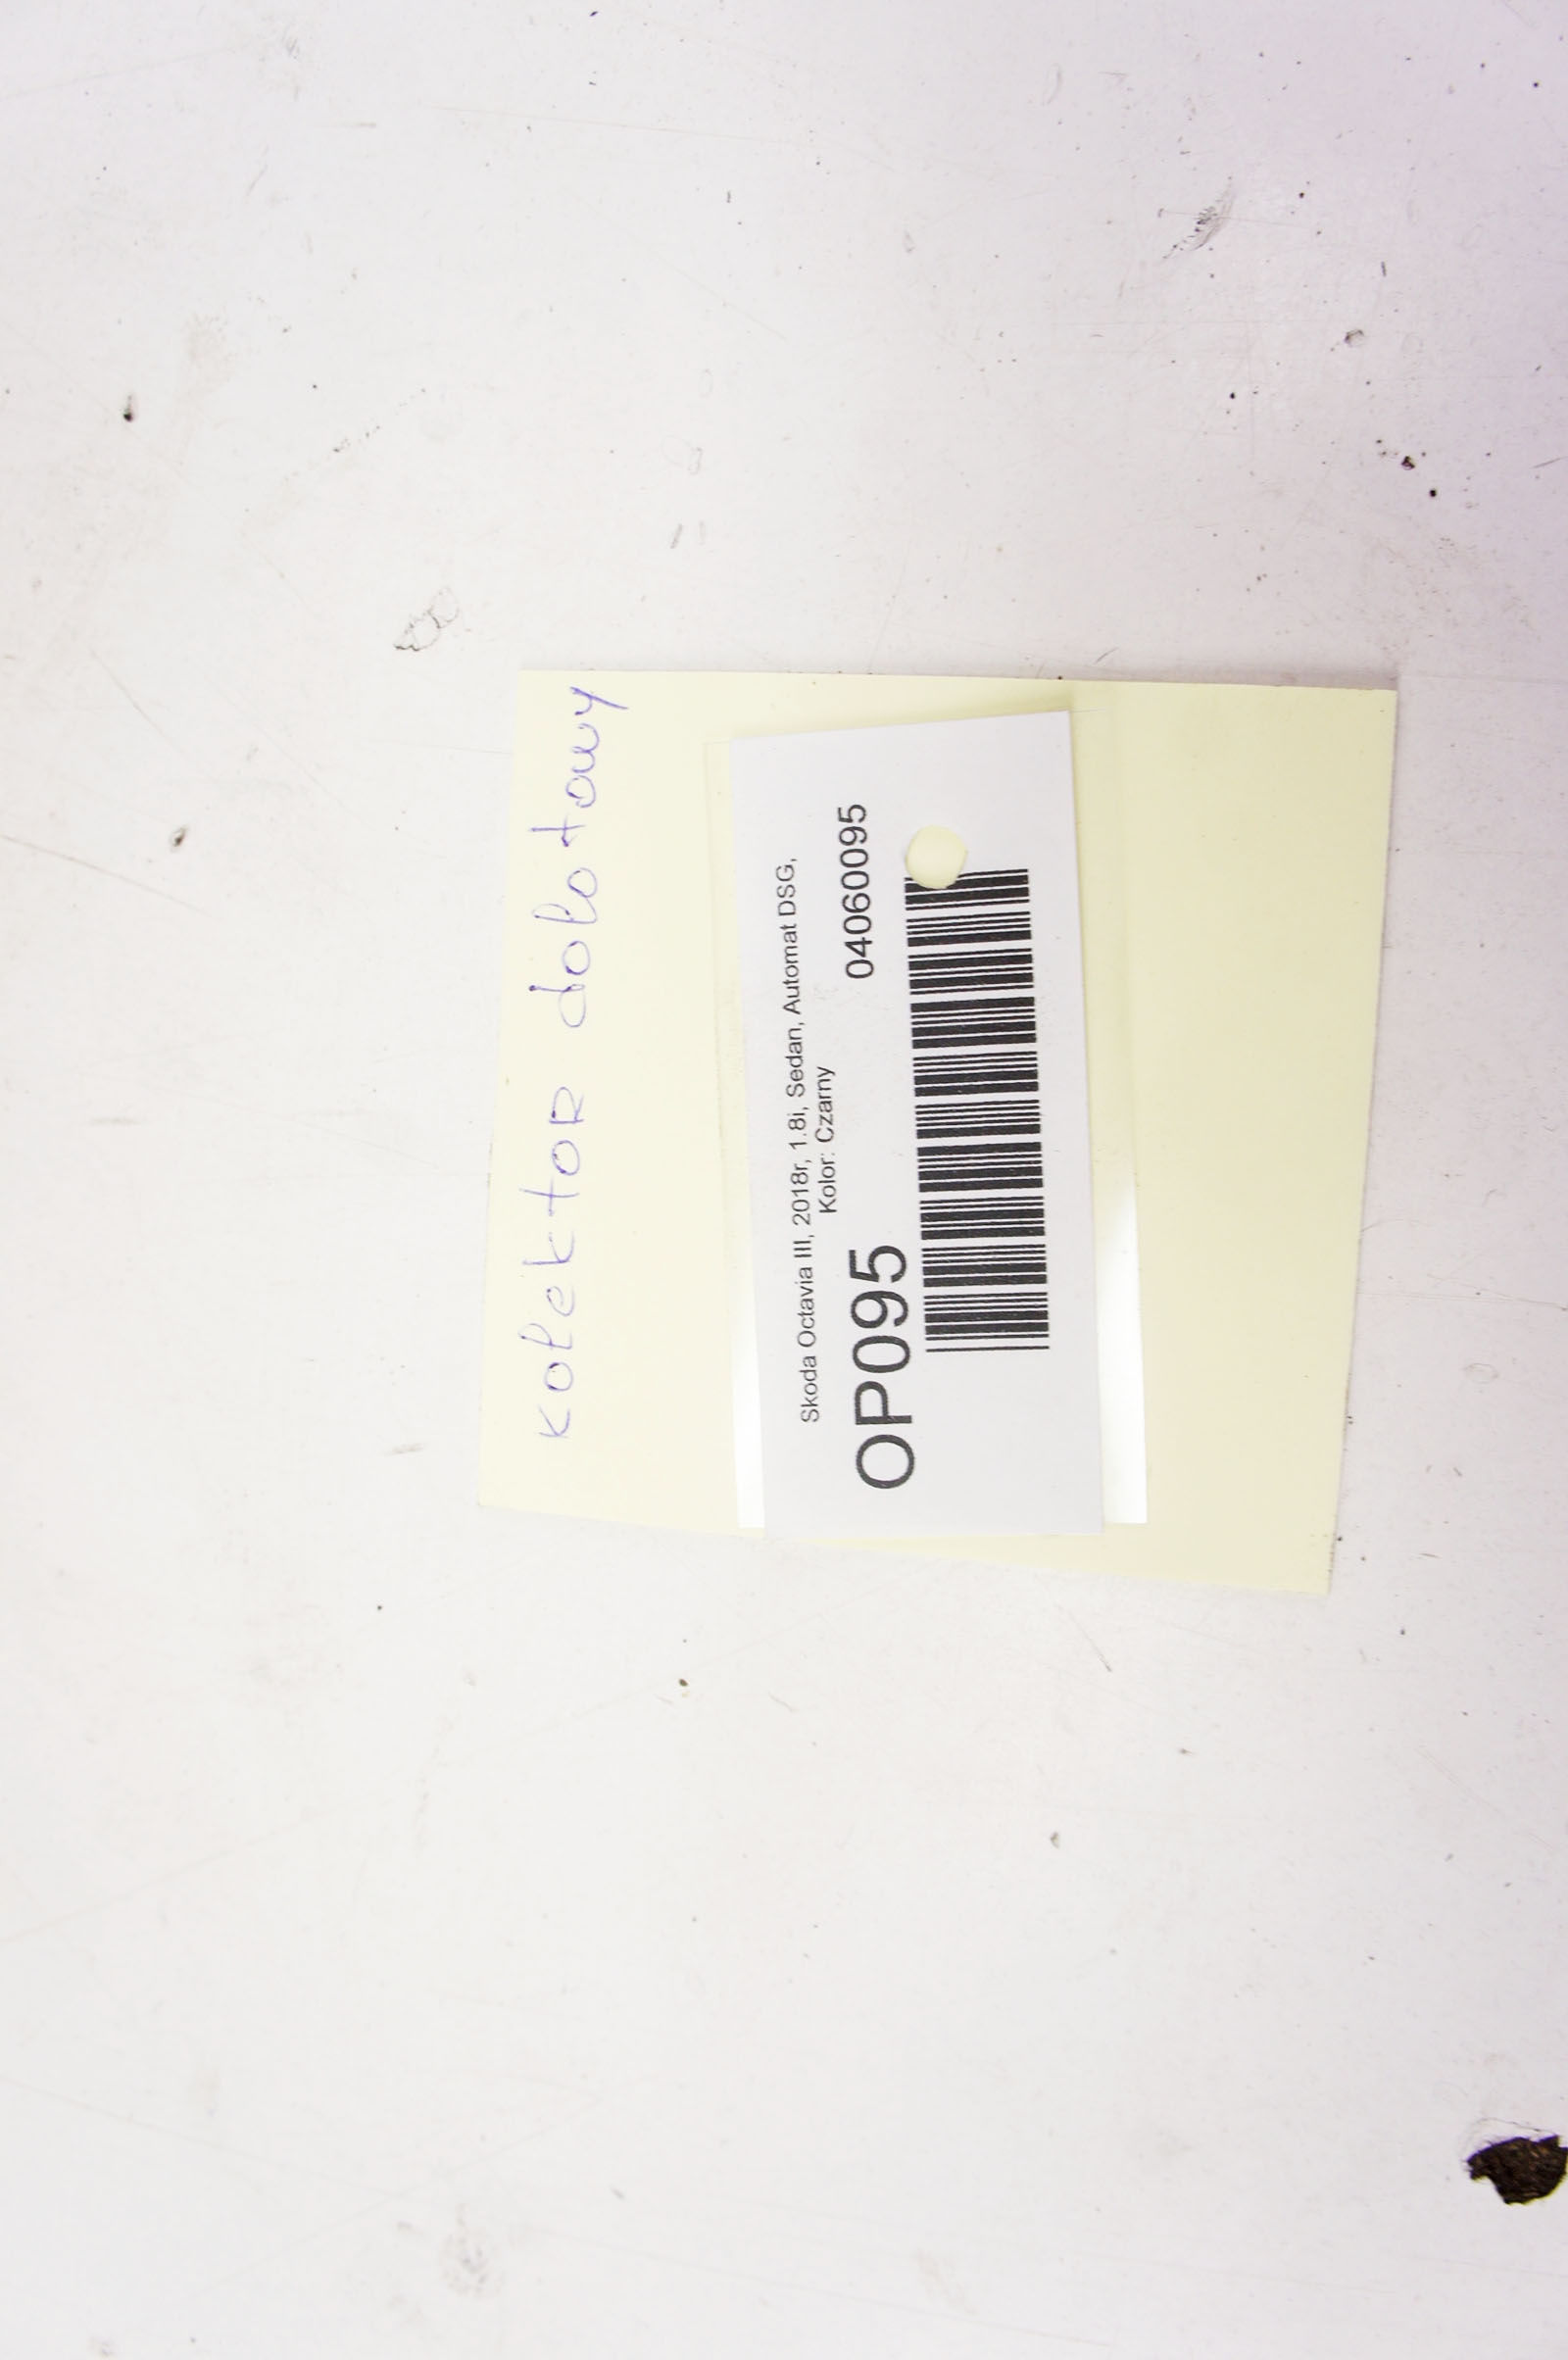 kolektoR dolotowy
Skoda Octavia III, 2018r, 1.8i, Sedan, Automat DSG,
Kolor: Czarny
OP095 04060095